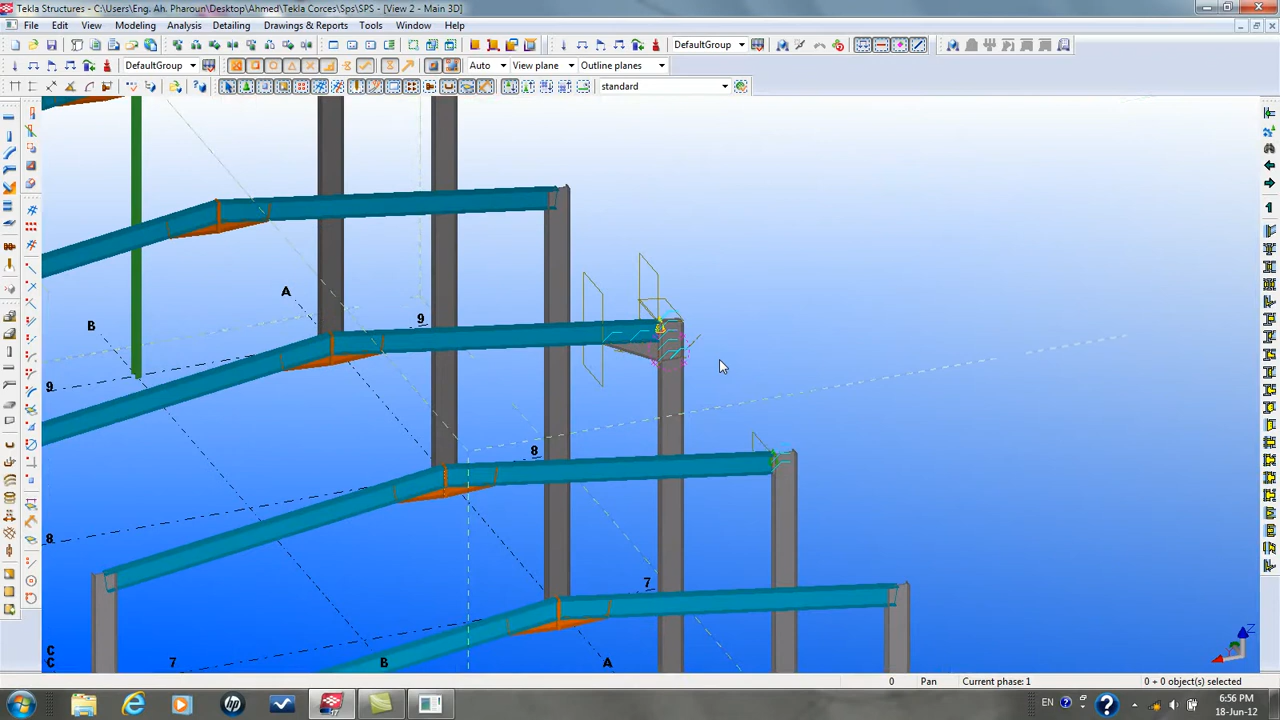 Tekla Structures - C:\Users\Eng. Ah. Pharoun\Desktop\Ahmed\Tekla Corces\Sps\SPS - [View 2 - Main 3D]
File Edit View Modeling Analysis Detailing Drawings & Reports Tools Window Help
DefaultGroup
DefaultGroup Auto View plane Outline planes
standard
A
B
9
9
8
8
7
C
C
7
B
A
Z
0 Pan Current phase: 1 0 + 0 object(s) selected
EN
6:56 PM
18-Jun-12